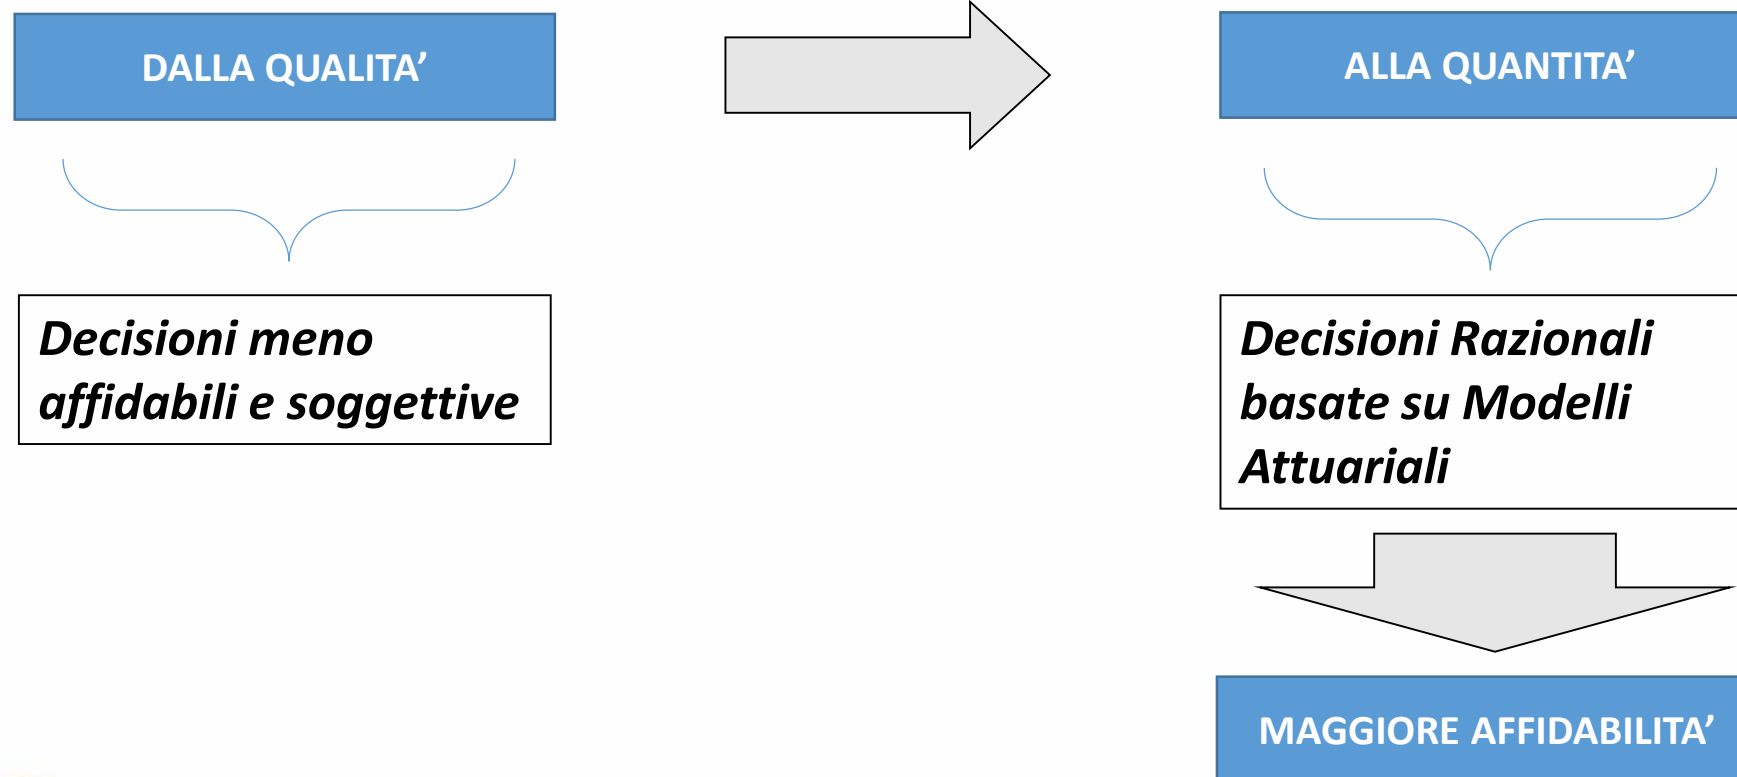 DALLA QUALITA’
ALLA QUANTITA’
Decisioni meno
affidabili e soggettive
Decisioni Razionali
basate su Modelli
Attuariali
MAGGIORE AFFIDABILITA’